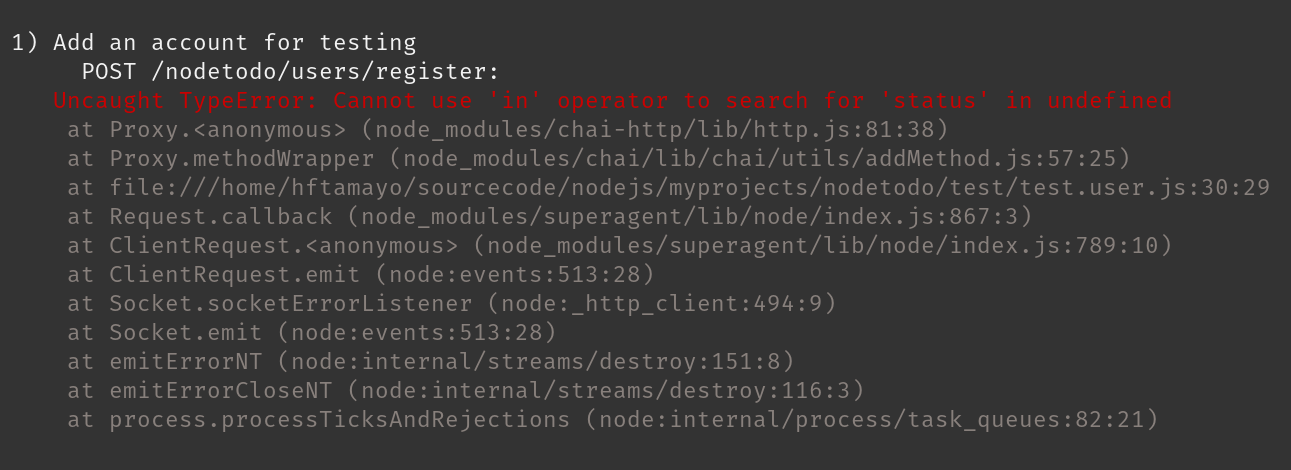 1) Add an account for testing
POST /nodetodo/users/register:
Uncaught TypeError: Cannot use 'in' operator to search for 'status' in undefined
at Proxy.<anonymous> (node_modules/chai-http/lib/http.js:81:38)
at Proxy.methodWrapper (node_modules/chai/lib/chai/utils/addMethod.js:57:25)
at file:///home/hftamayo/sourcecode/nodejs/myprojects/nodetodo/test/test.user.js:30:29
at Request.callback (node_modules/superagent/lib/node/index.js:867:3)
at ClientRequest.<anonymous> (node_modules/superagent/lib/node/index.js:789:10)
at ClientRequest.emit (node:events:513:28)
at Socket.socketErrorListener (node:_http_client:494:9)
at Socket.emit (node:events:513:28)
at emitErrorNT (node:internal/streams/destroy:151:8)
at emitErrorCloseNT (node:internal/streams/destroy:116:3)
at process.processTicksAndRejections (node:internal/process/task_queues:82:21)